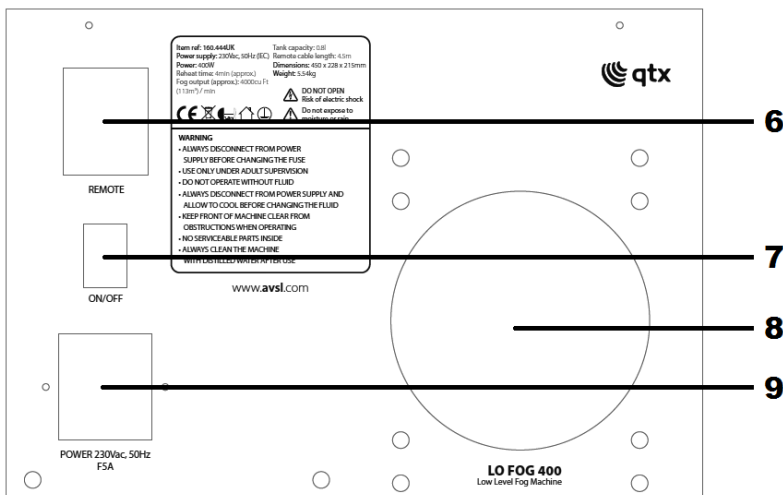 Item ref: 160.444UK
Power supply: 230Vac, 50Hz (IEC)
Power: 400W
Reheat time: 4min (approx.)
Fog output (approx.): 4000cu Ft
(113m³) / min
Tank capacity: 0.8l
Remote cable length: 4.5m
Dimensions: 450 x 228 x 215mm
Weight: 5.54kg
DO NOT OPEN
Risk of electric shock
Do not expose to
moisture or rain
CE
WARNING
• ALWAYS DISCONNECT FROM POWER
SUPPLY BEFORE CHANGING THE FUSE
• USE ONLY UNDER ADULT SUPERVISION
• DO NOT OPERATE WITHOUT FLUID
• ALWAYS DISCONNECT FROM POWER SUPPLY AND
ALLOW TO COOL BEFORE CHANGING THE FLUID
• KEEP FRONT OF MACHINE CLEAR FROM
OBSTRUCTIONS WHEN OPERATING
• NO SERVICEABLE PARTS INSIDE
• ALWAYS CLEAN THE MACHINE
WITH DISTILLED WATER AFTER USE
www.avsl.com
qtx
REMOTE
ON/OFF
POWER 230Vac, 50Hz
F5A
LO FOG 400
Low Level Fog Machine
6
7
8
9